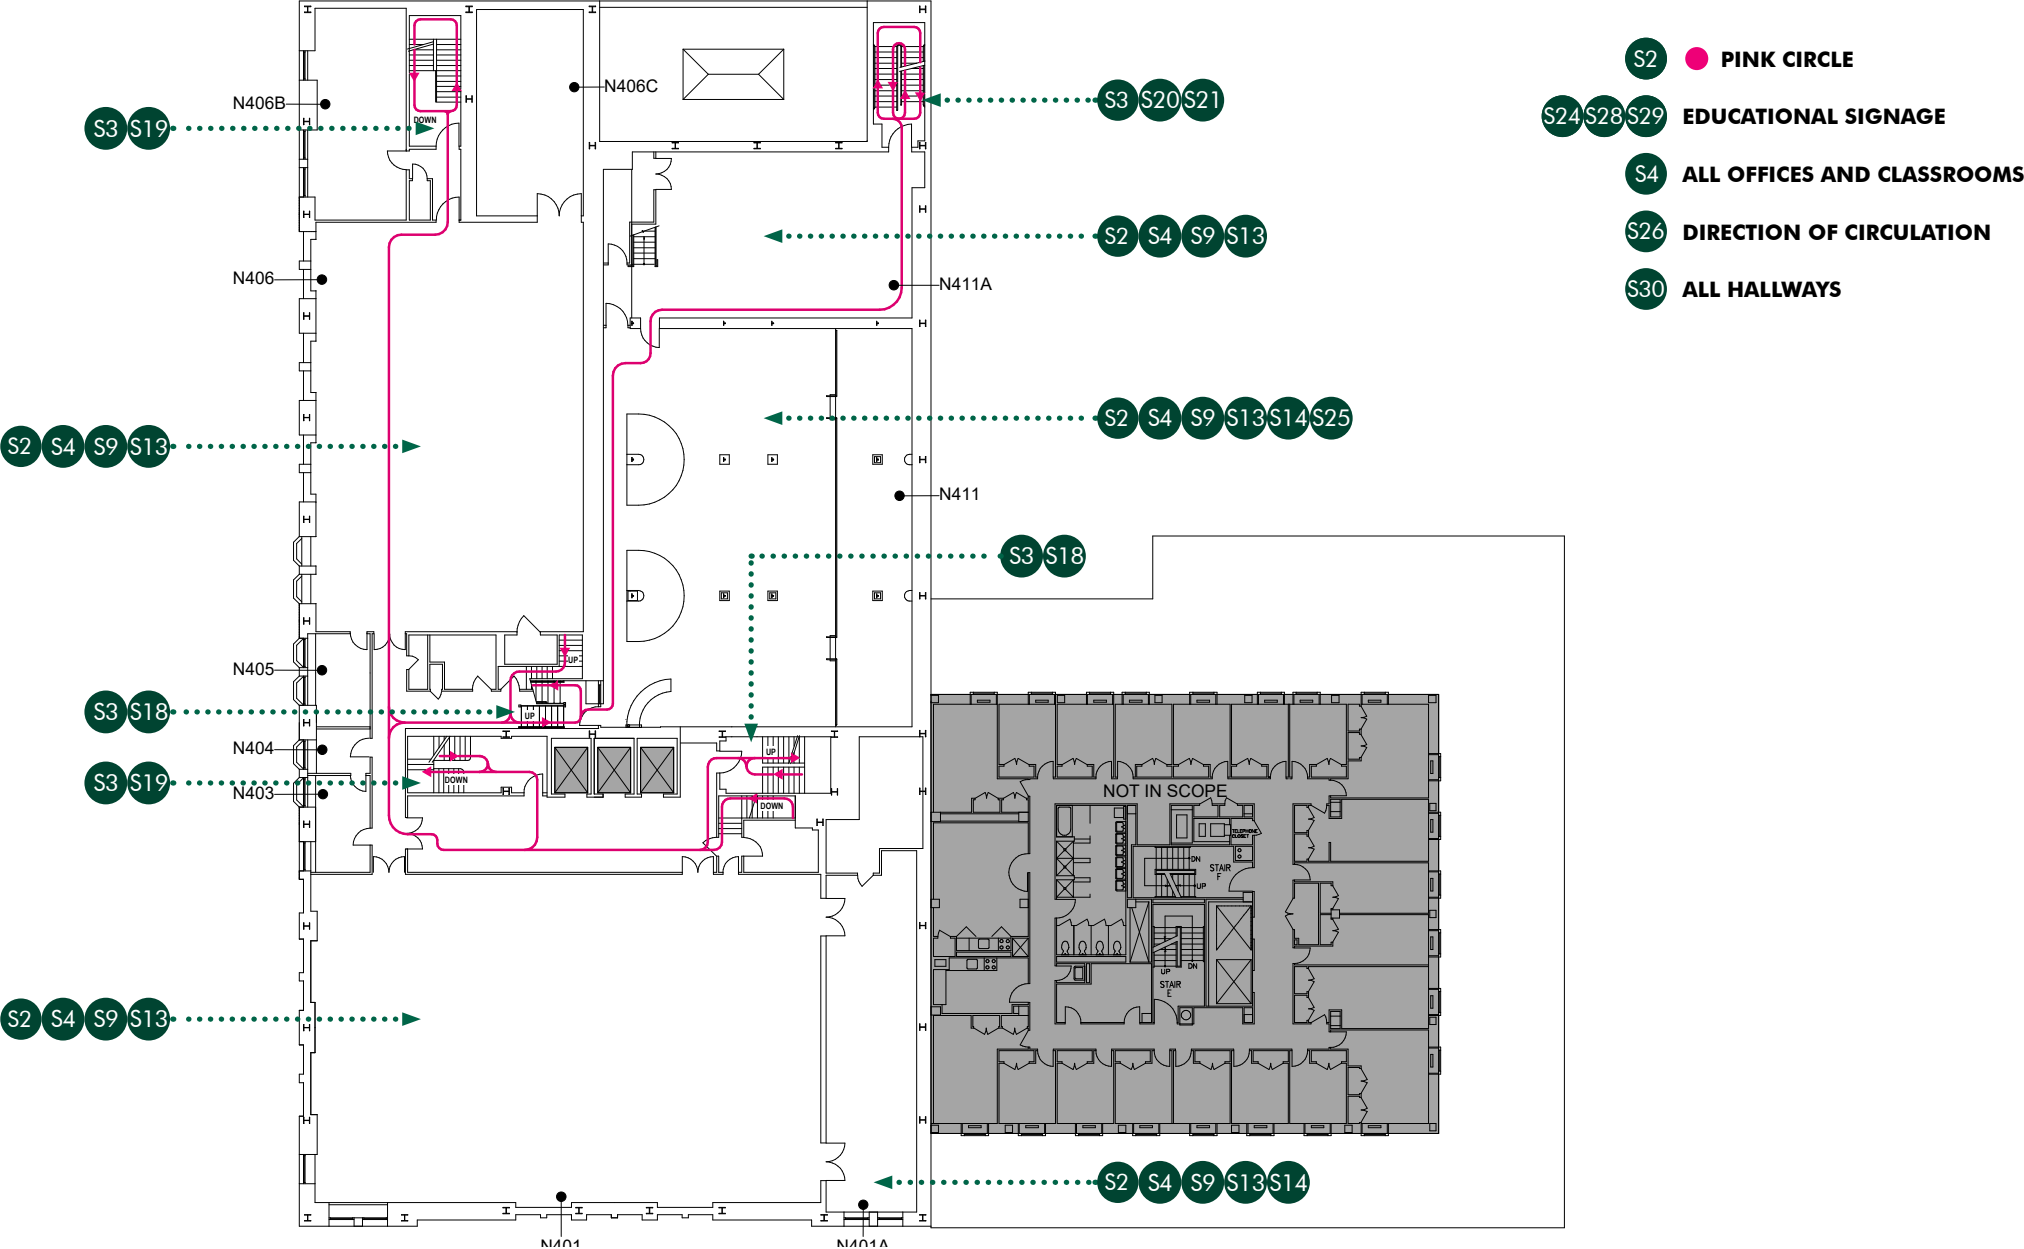 S2 PINK CIRCLE
S24 S28 S29 EDUCATIONAL SIGNAGE
S4 ALL OFFICES AND CLASSROOMS
S26 DIRECTION OF CIRCULATION
S30 ALL HALLWAYS
N406B
N406C
S3 S19
DOWN
S3 S20 S21
S2 S4 S9 S13
N406
N411A
S2 S4 S9 S13
S2 S4 S9 S13 S14 S25
N411
S3 S18
N405
UP
S3 S18
UP
N404
UP
S3 S19
DOWN
N403
DOWN
NOT IN SCOPE
TELEPHONE
CLOSET
DN
STAIR
F
UP
UP
DN
STAIR
E
S2 S4 S9 S13
S2 S4 S9 S13 S14
N401
N401A